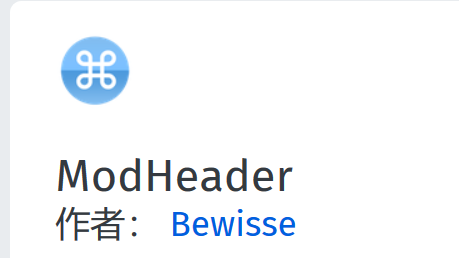 ModHeader
作者： Bewisse